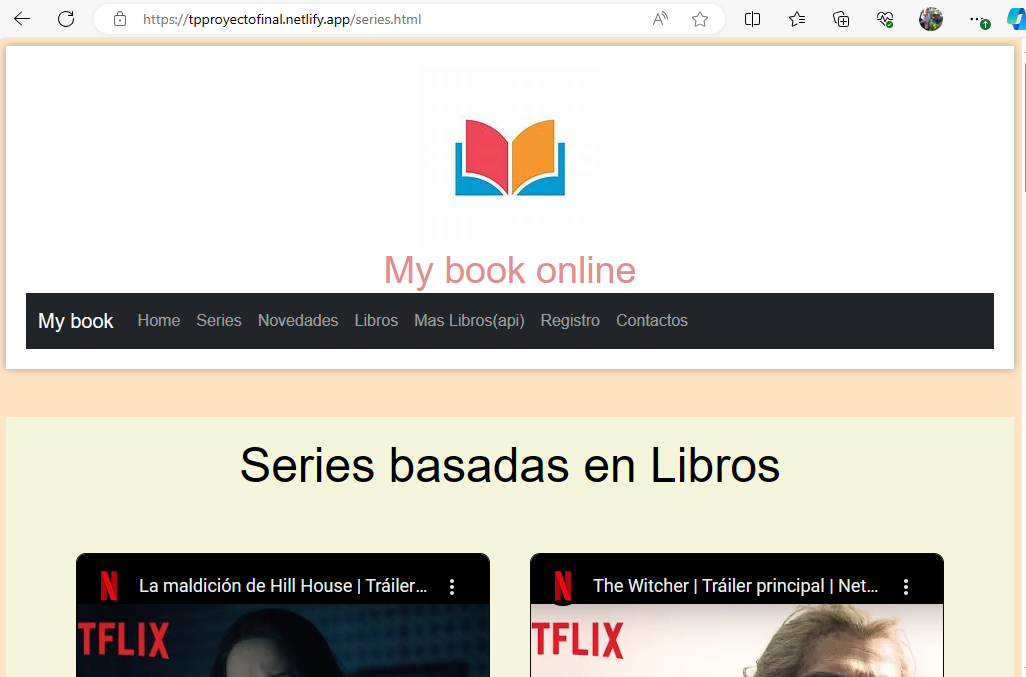 https://tpproyectofinal.netlify.app/series.html
My book online
My book Home Series Novedades Libros Mas Libros(api) Registro Contactos
Series basadas en Libros
La maldición de Hill House | Tráiler...
The Witcher | Tráiler principal | Net...
TFLIX
TFLIX